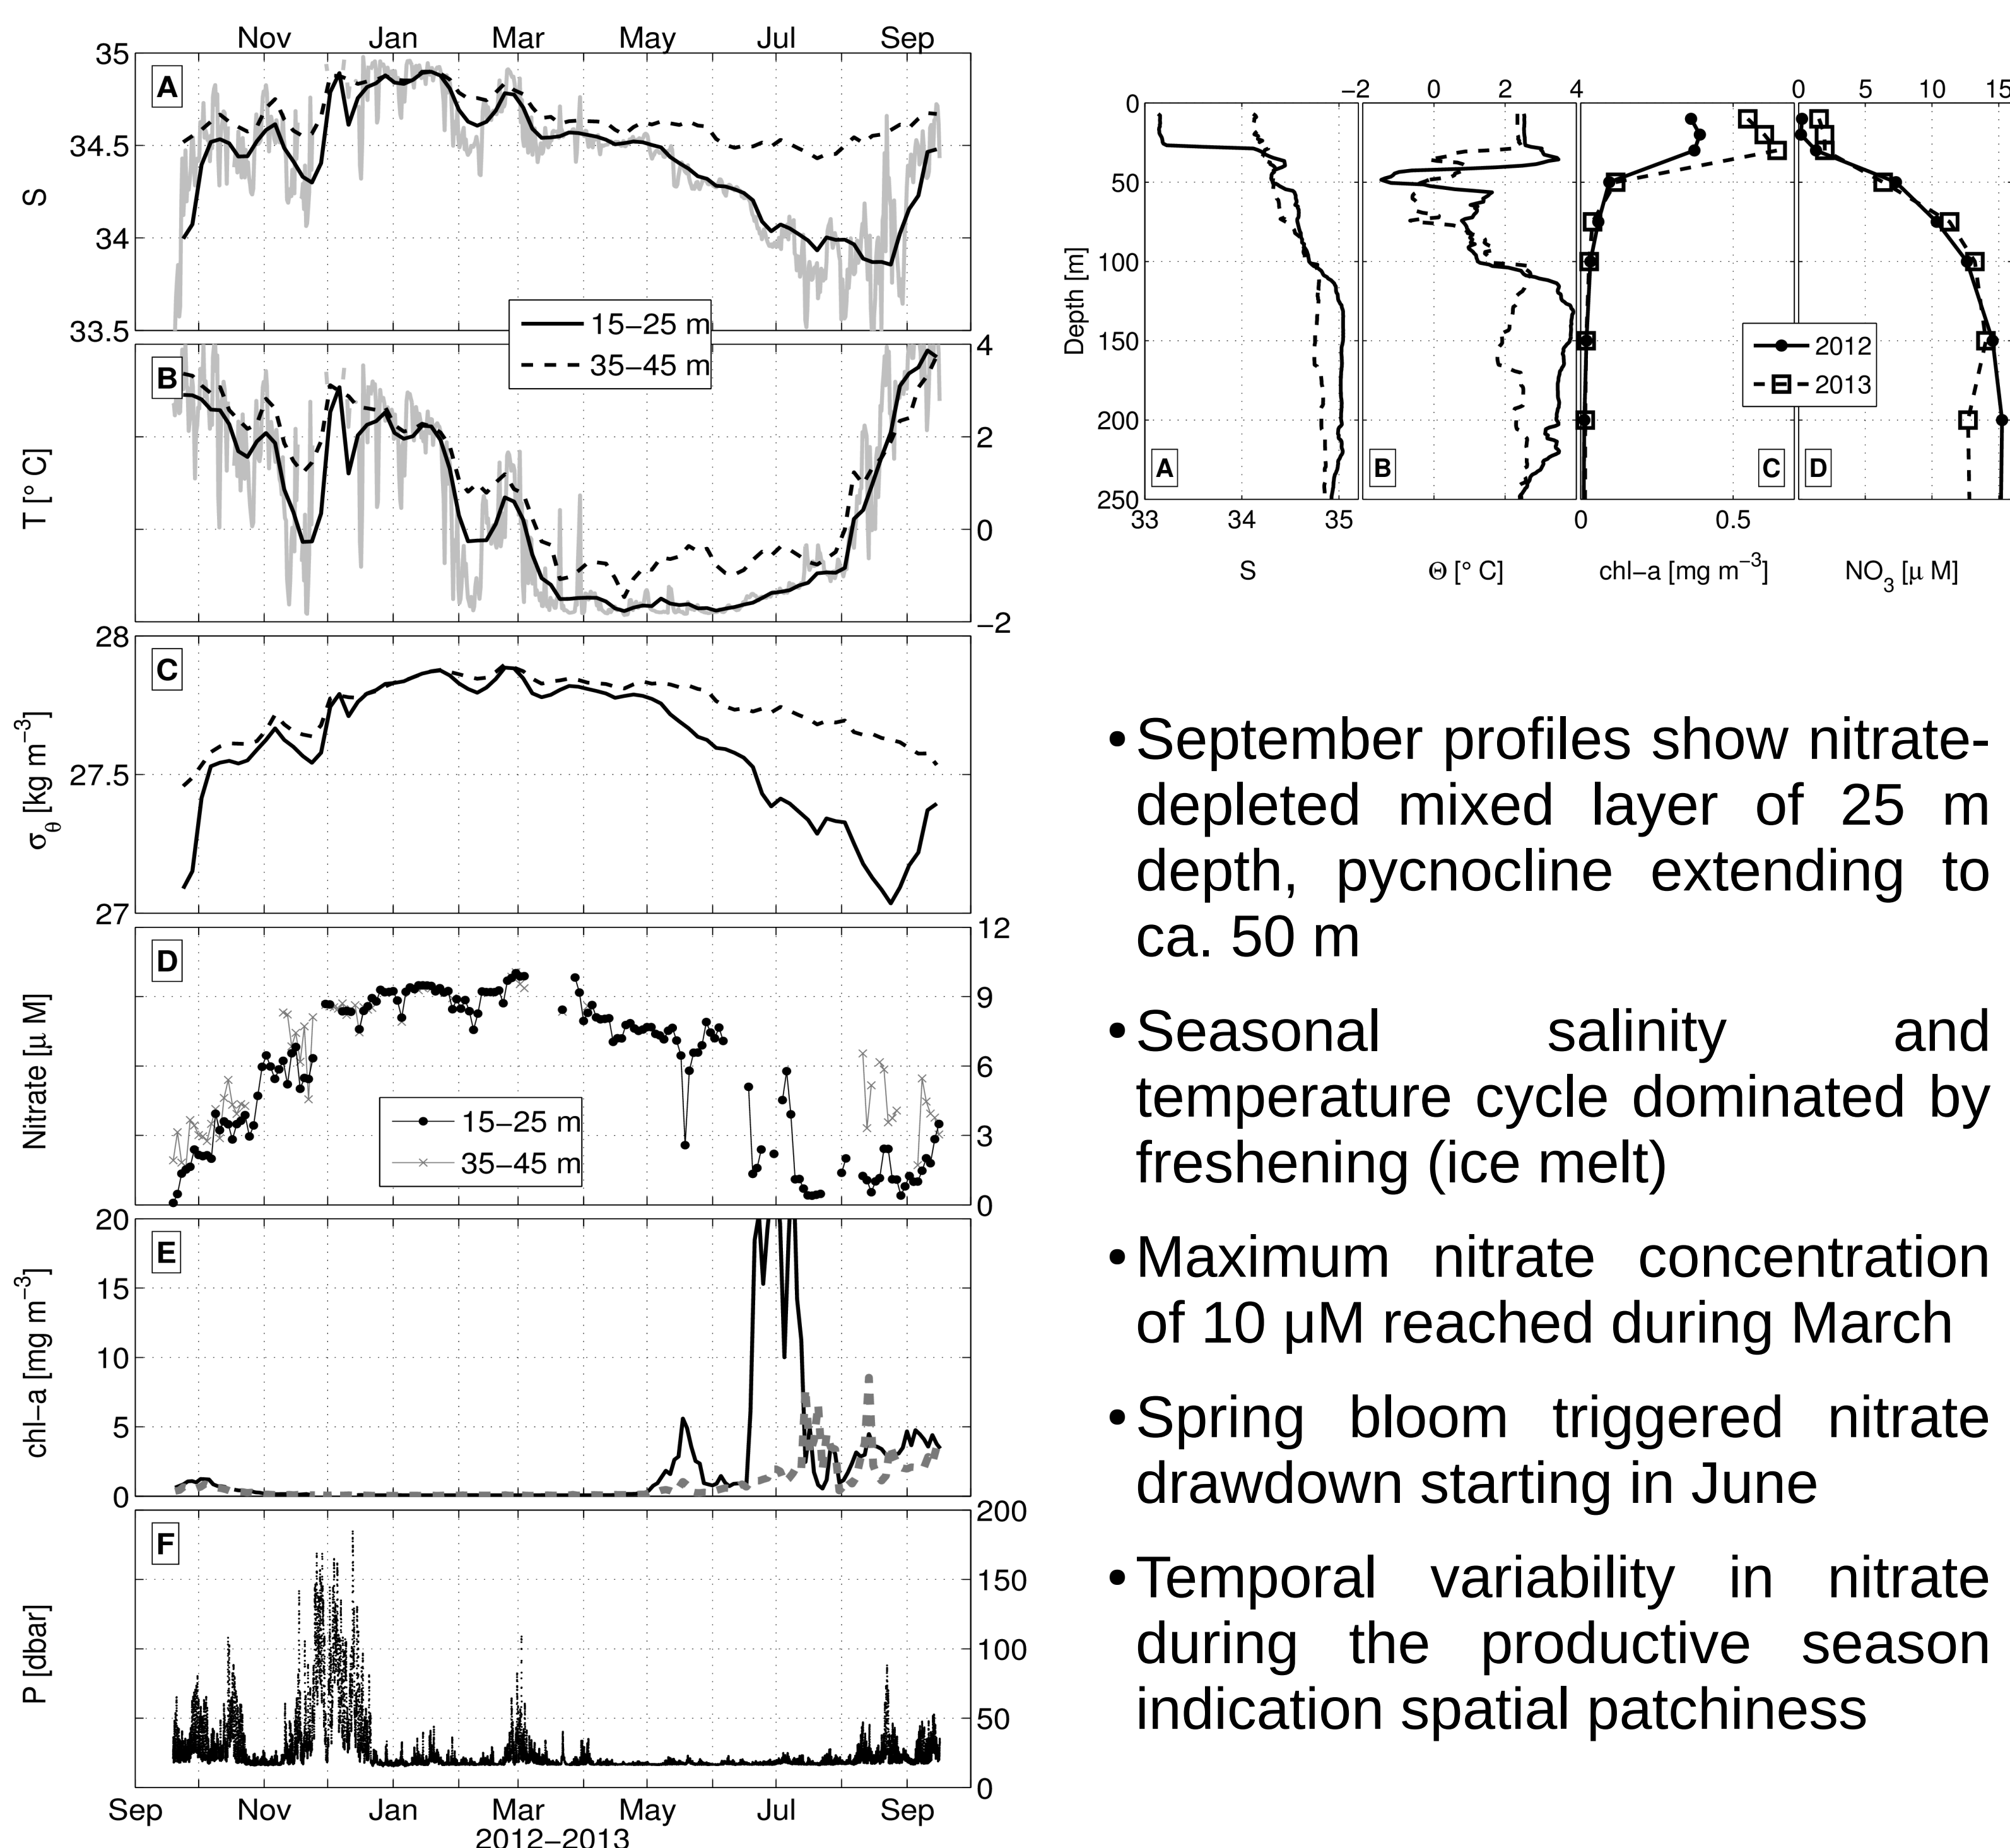 Nov Jan Mar May Jul Sep
A
35
34.5
34
33.5
S
15−25 m
35−45 m
B
4
2
0
−2
T [° C]
C
28
27.5
27
σθ [kg m−3]
D
12
9
6
3
0
Nitrate [μ M]
15−25 m
35−45 m
E
20
15
10
5
0
chl−a [mg m−3]
F
200
150
100
50
0
P [dbar]
Sep Nov Jan Mar May Jul Sep
2012−2013
−2 0 2 4
0 5 10 15
0
50
100
150
200
250
Depth [m]
2012
2013
A B C D
33 34 35
0 0.5
S Θ [° C] chl−a [mg m−3] NO3 [μ M]
• September profiles show nitrate-
depleted mixed layer of 25 m
depth, pycnocline extending to
ca. 50 m
• Seasonal salinity and
temperature cycle dominated by
freshening (ice melt)
• Maximum nitrate concentration
of 10 μM reached during March
• Spring bloom triggered nitrate
drawdown starting in June
• Temporal variability in nitrate
during the productive season
indication spatial patchiness